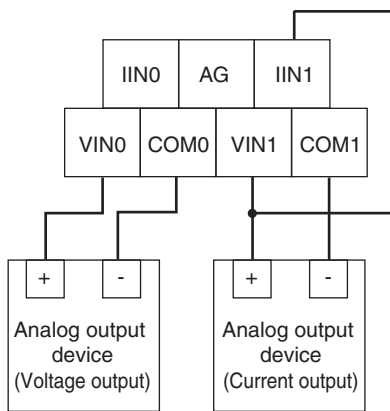 IIN0 AG IIN1
VIN0 COM0 VIN1 COM1
+ - + -
Analog output
device
(Voltage output)
Analog output
device
(Current output)